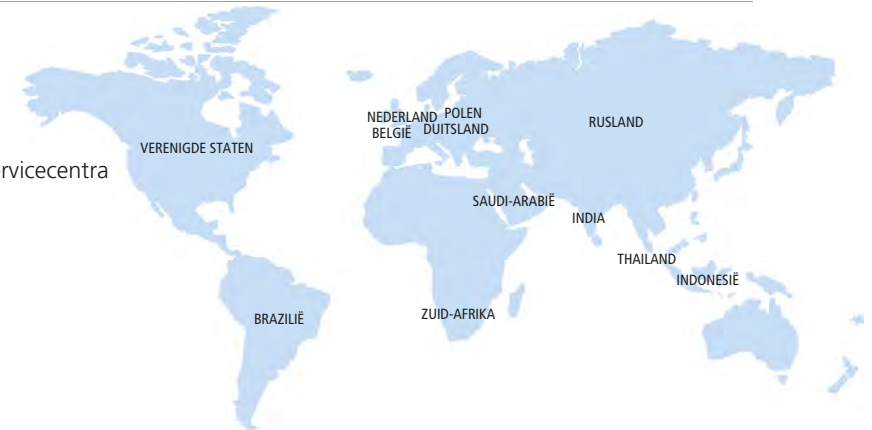 NEDERLAND POLEN
BELGIË DUITSLAND
RUSLAND
VERENIGDE STATEN
rvicecentra
SAUDI-ARABIË
INDIA
THAILAND
INDONESIË
BRAZILIË
ZUID-AFRIKA